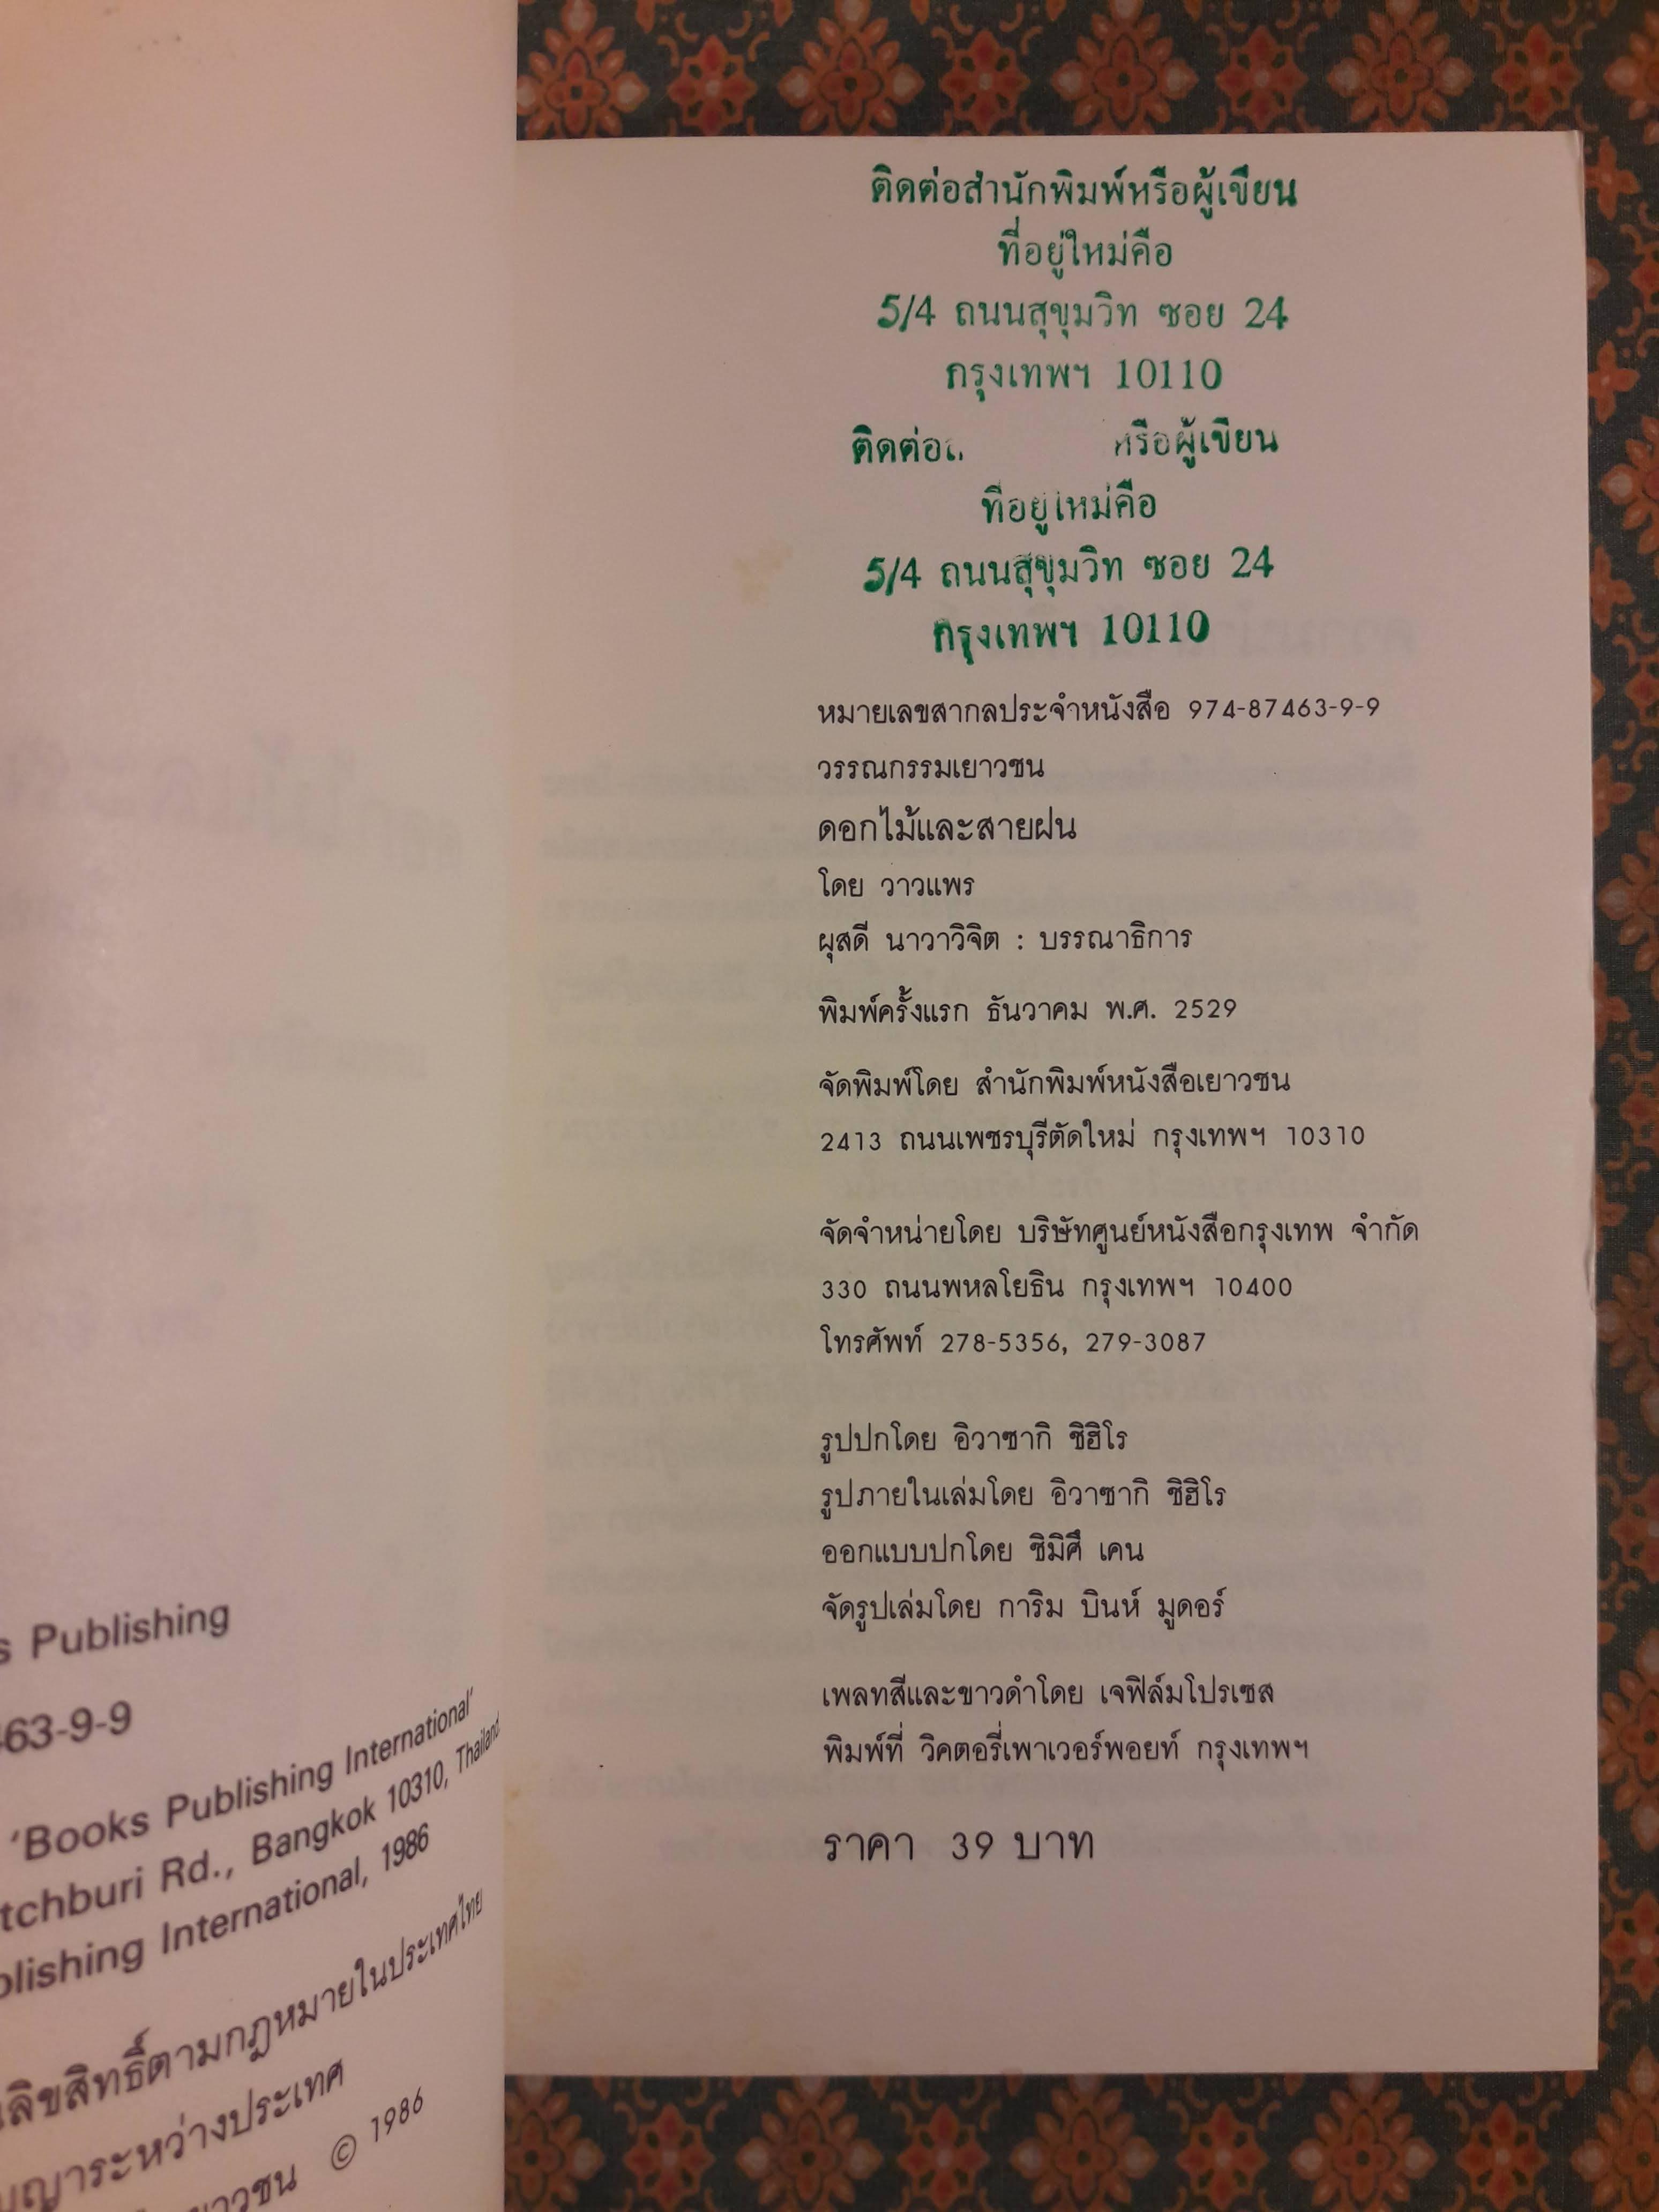 s Publishing
463-9-9
'Books Publishing International'
tchburi Rd., Bangkok 10310, Thailand
blishing International, 1986
ลิขสิทธิ์ตามกฎหมายในประเทศไทย
ญาระหว่างประเทศ
าวชน © 1986
ติดต่อสำนักพิมพ์หรือผู้เขียน
ที่อยู่ใหม่คือ
5/4 ถนนสุขุมวิท ซอย 24
กรุงเทพฯ 10110
ติดต่อ หรือผู้เขียน
ที่อยู่ใหม่คือ
5/4 ถนนสุขุมวิท ซอย 24
กรุงเทพฯ 10110
หมายเลขสากลประจำหนังสือ 974-87463-9-9
วรรณกรรมเยาวชน
ดอกไม้และสายฝน
โดย วาวแพร
ผุสดี นาวาวิจิต : บรรณาธิการ
พิมพ์ครั้งแรก ธันวาคม พ.ศ. 2529
จัดพิมพ์โดย สำนักพิมพ์หนังสือเยาวชน
2413 ถนนเพชรบุรีตัดใหม่ กรุงเทพฯ 10310
จัดจำหน่ายโดย บริษัทศูนย์หนังสือกรุงเทพ จำกัด
330 ถนนพหลโยธิน กรุงเทพฯ 10400
โทรศัพท์ 278-5356, 279-3087
รูปปกโดย อิวาซากิ ชิฮิโร
รูปภายในเล่มโดย อิวาซากิ ชิฮิโร
ออกแบบปกโดย ชิมิศึ เคน
จัดรูปเล่มโดย การิม บินห์ มูดอร์
เพลทสีและขาวดำโดย เจฟิล์มโปรเซส
พิมพ์ที่ วิคตอรี่เพาเวอร์พอยท์ กรุงเทพฯ
ราคา 39 บาท